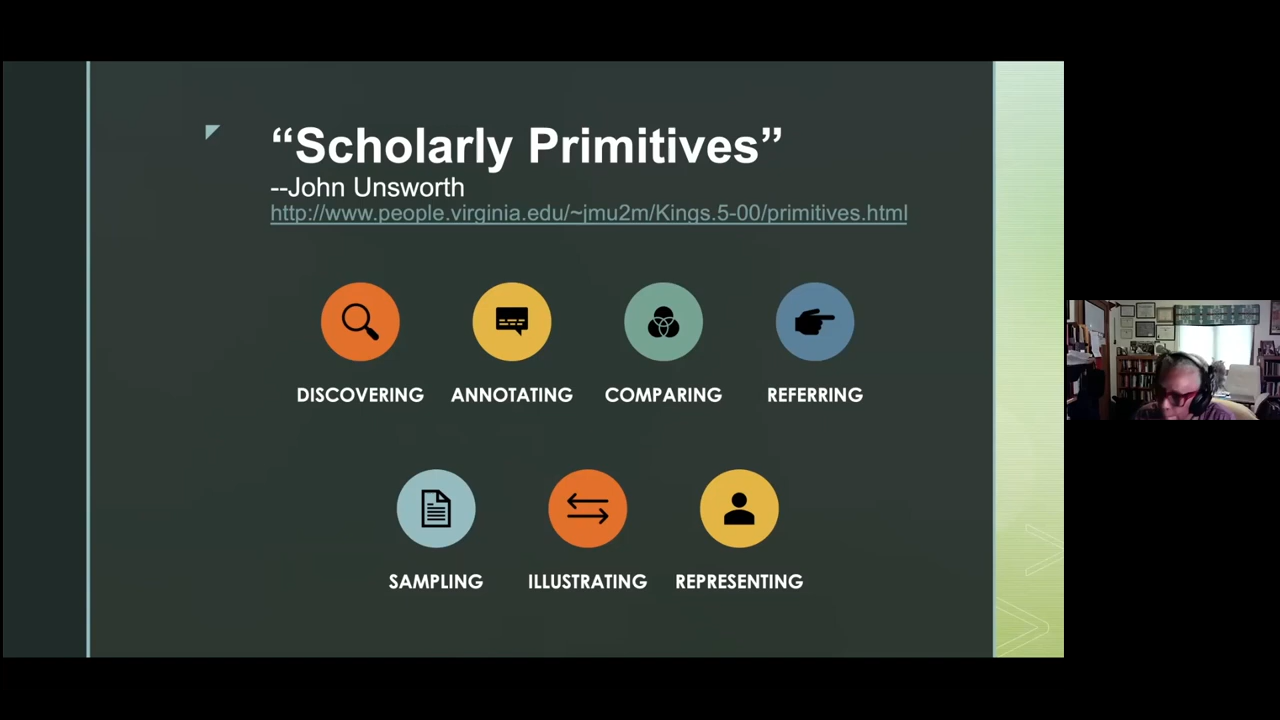 “Scholarly Primitives”
--John Unsworth
http://www.people.virginia.edu/~jmu2m/Kings.5-00/primitives.html
DISCOVERING
ANNOTATING
COMPARING
REFERRING
SAMPLING
ILLUSTRATING
REPRESENTING